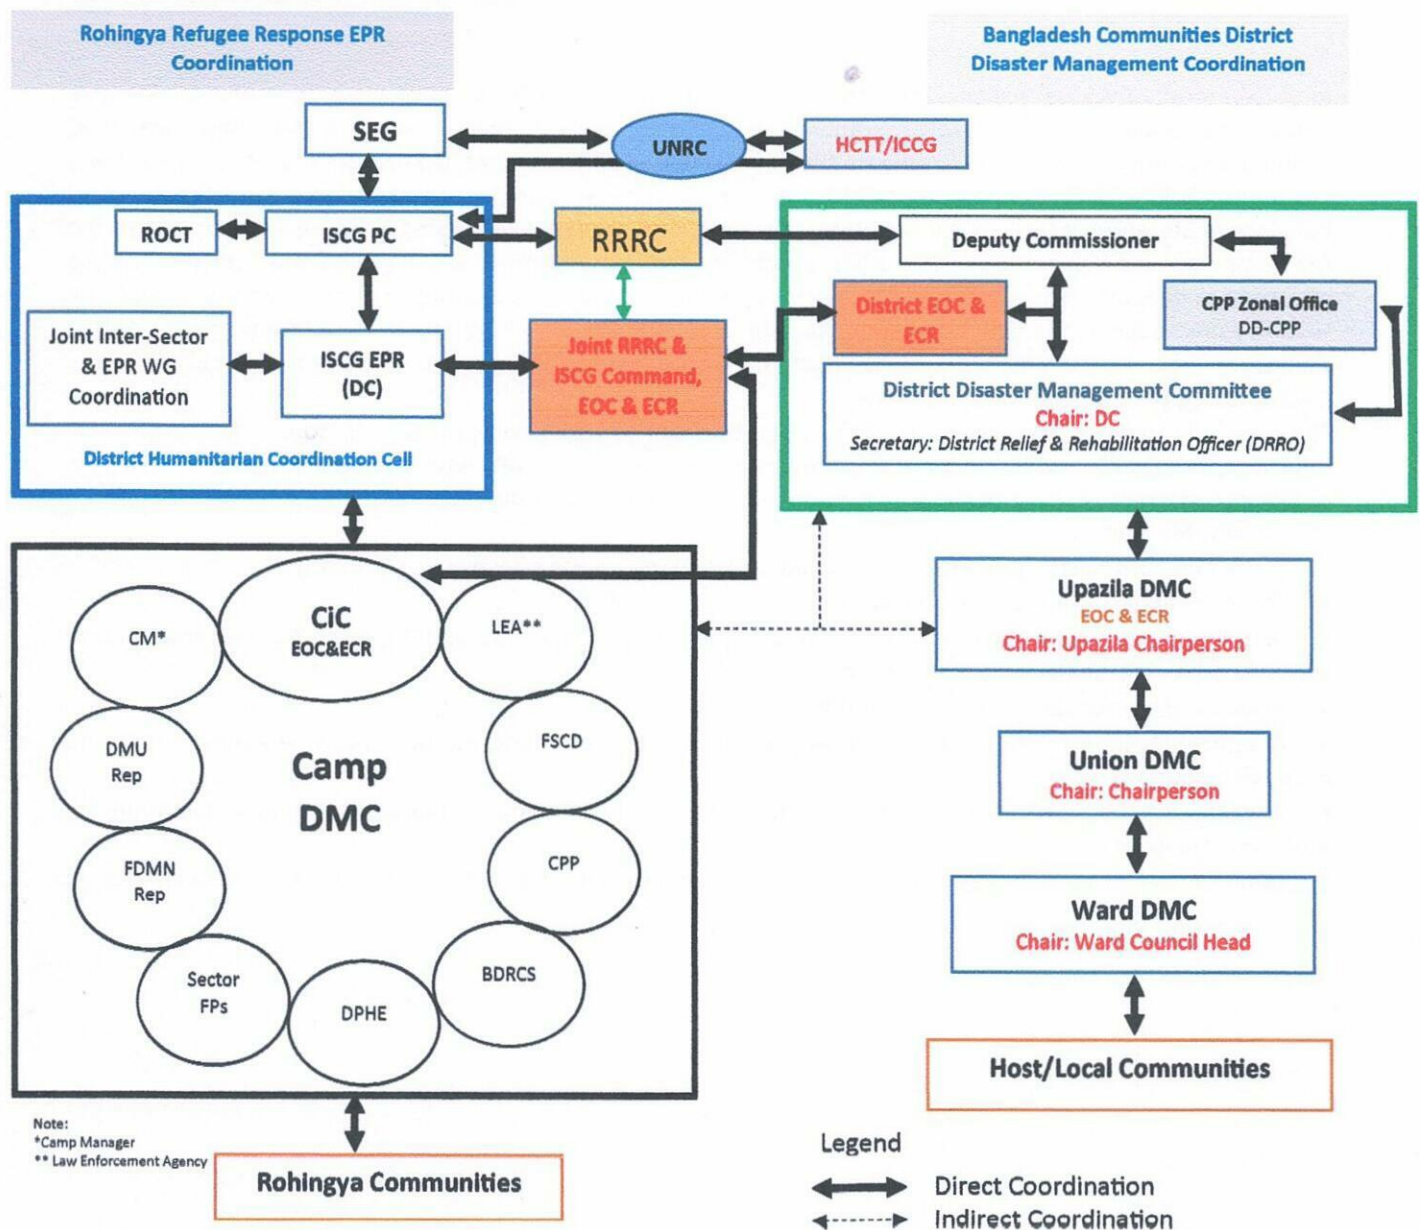 Rohingya Refugee Response EPR
Coordination
Bangladesh Communities District
Disaster Management Coordination
SEG
UNRC
HCTT/ICCG
ROCT
ISCG PC
RRRC
Deputy Commissioner
Joint Inter-Sector
& EPR WG
Coordination
ISCG EPR
(DC)
Joint RRRC &
ISCG Command,
EOC & ECR
District EOC &
ECR
CPP Zonal Office
DD-CPP
District Disaster Management Committee
Chair: DC
Secretary: District Relief & Rehabilitation Officer (DRRO)
District Humanitarian Coordination Cell
CiC
EOC&ECR
CM*
LEA**
DMU
Rep
FSCD
Camp
DMC
FDMN
Rep
CPP
Sector
FPs
DPHE
BDRCS
Upazila DMC
EOC & ECR
Chair: Upazila Chairperson
Union DMC
Chair: Chairperson
Ward DMC
Chair: Ward Council Head
Host/Local Communities
Note:
*Camp Manager
** Law Enforcement Agency
Rohingya Communities
Legend
Direct Coordination
Indirect Coordination